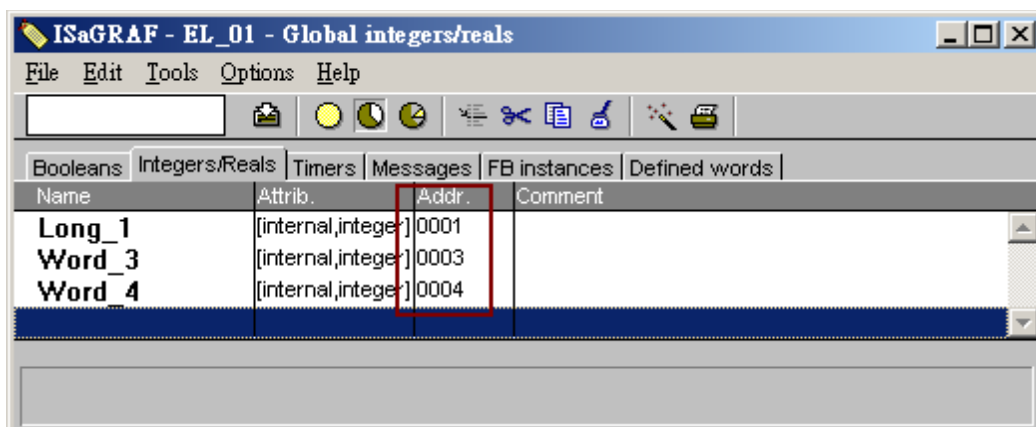 ISaGRAF - EL_01 - Global integers/reals
File Edit Tools Options Help
Booleans Integers/Reals Timers Messages FB instances Defined words
Name Attrib. Addr. Comment
Long_1 [internal,integer] 0001
Word_3 [internal,integer] 0003
Word_4 [internal,integer] 0004